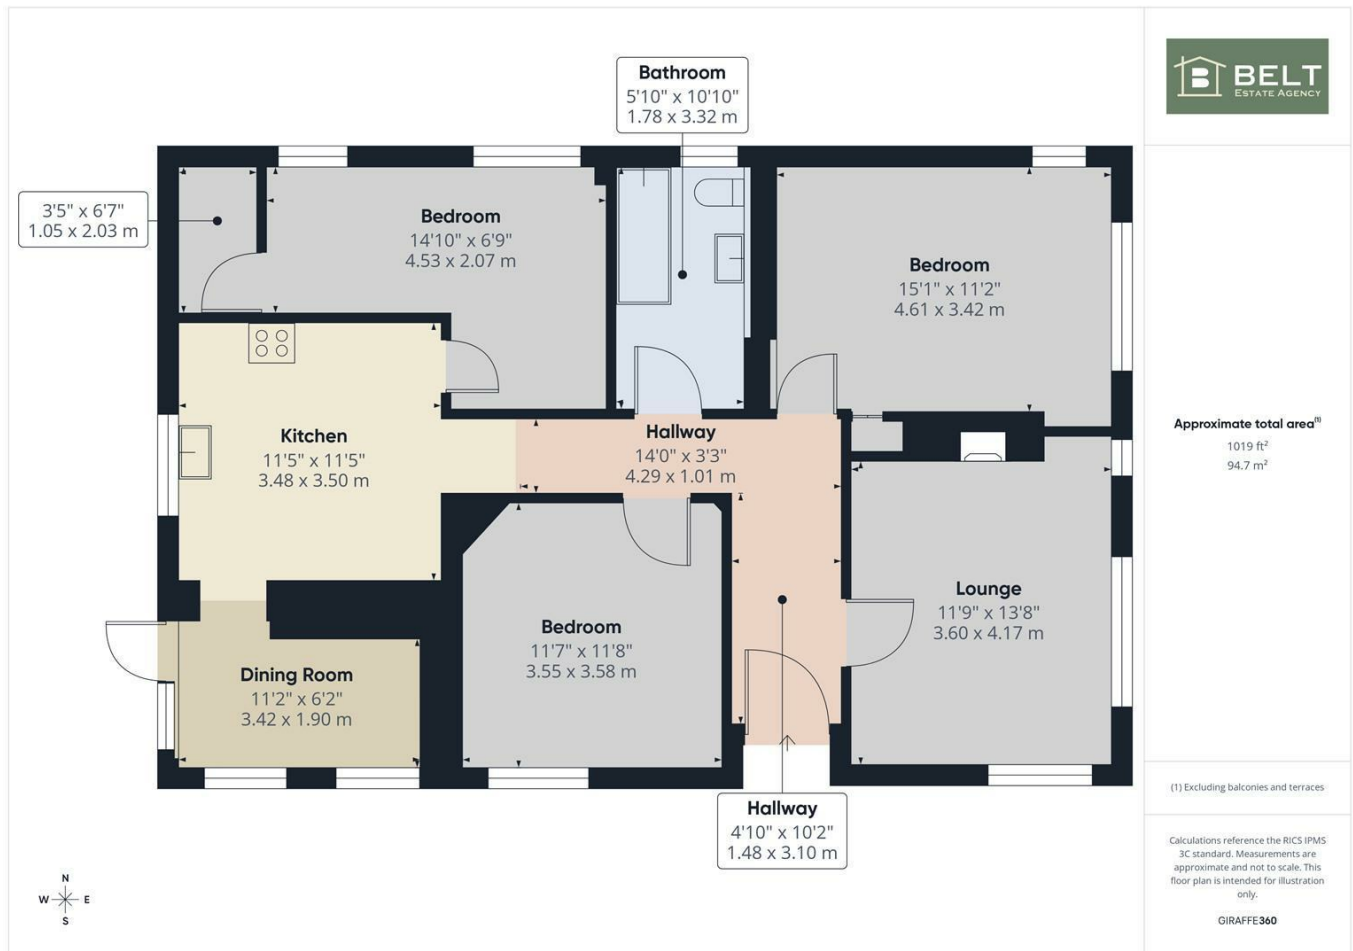 Bathroom
5'10" x 10'10"
1.78 x 3.32 m
3'5" x 6'7"
1.05 x 2.03 m
Bedroom
14'10" x 6'9"
4.53 x 2.07 m
Bedroom
15'1" x 11'2"
4.61 x 3.42 m
Kitchen
11'5" x 11'5"
3.48 x 3.50 m
Hallway
14'0" x 3'3"
4.29 x 1.01 m
Lounge
11'9" x 13'8"
3.60 x 4.17 m
Bedroom
11'7" x 11'8"
3.55 x 3.58 m
Dining Room
11'2" x 6'2"
3.42 x 1.90 m
Hallway
4'10" x 10'2"
1.48 x 3.10 m
N
W E
S
B BELT
ESTATE AGENCY
Approximate total area(1)
1019 ft²
94.7 m²
(1) Excluding balconies and terraces
Calculations reference the RICS IPMS
3C standard. Measurements are
approximate and not to scale. This
floor plan is intended for illustration
only.
GIRAFFE360